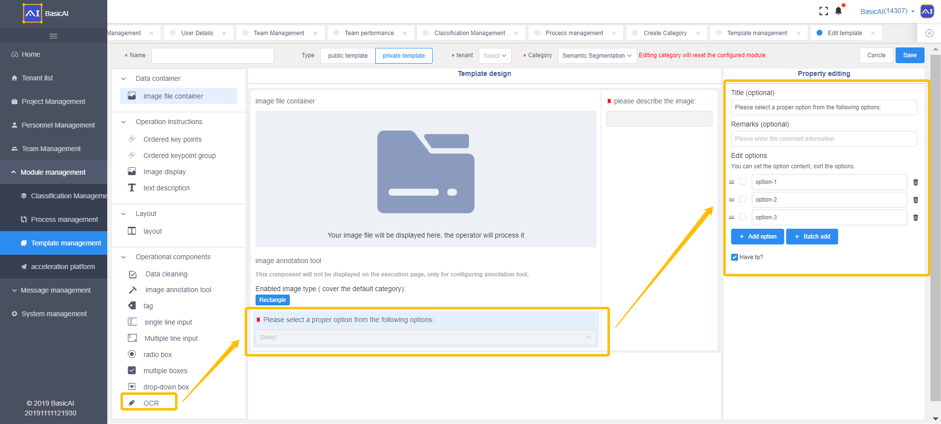 BasicAI
BasicAI(14307)
Management
User Details
Team Management
Team performance
Classification Management
Process management
Create Category
Template management
Edit template
Home
Tenant list
Project Management
Personnel Management
Team Management
Module management
Classification Manageme
Process management
Template management
acceleration platform
Message management
System management
© 2019 BasicAI
20191111121930
* Name
Type
public template
private template
* tenant
Select
* Category
Semantic Segmentation
Editing category will reset the configured module.
Cancle
Save
Data container
image file container
Operation instructions
Ordered key points
Ordered keypoint group
Image display
text description
Layout
layout
Operational components
Data cleaning
image annotation tool
tag
single line input
Multiple line input
radio box
multiple boxes
drop-down box
OCR
Template design
image file container
Your image file will be displayed here, the operator will process it
image annotation tool
This component will not be displayed on the execution page, only for configuring annotation tool.
Enabled image type ( cover the default category):
Rectangle
Please select a proper option from the following options:
Select
please describe the image:
Property editing
Title (optional)
Please select a proper option from the following options:
Remarks (optional)
Please enter the comment information
Edit options
You can set the option content, sort the options
option-1
option-2
option-3
+ Add option
+ Batch add
Have to?